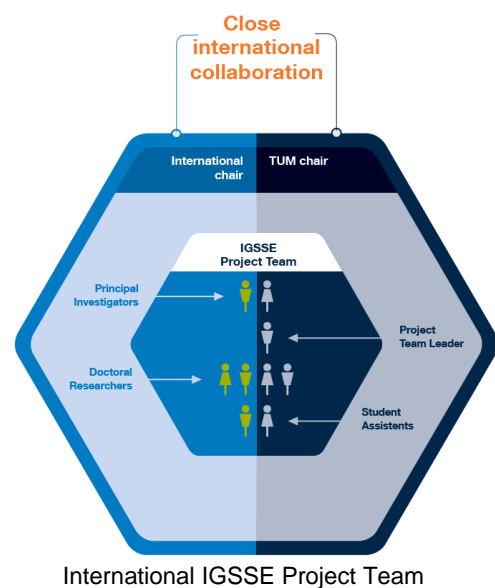 Close
international
collaboration
International
chair
TUM chair
IGSSE
Project Team
Principal
Investigators
Project
Team Leader
Doctoral
Researchers
Student
Assistents
International IGSSE Project Team